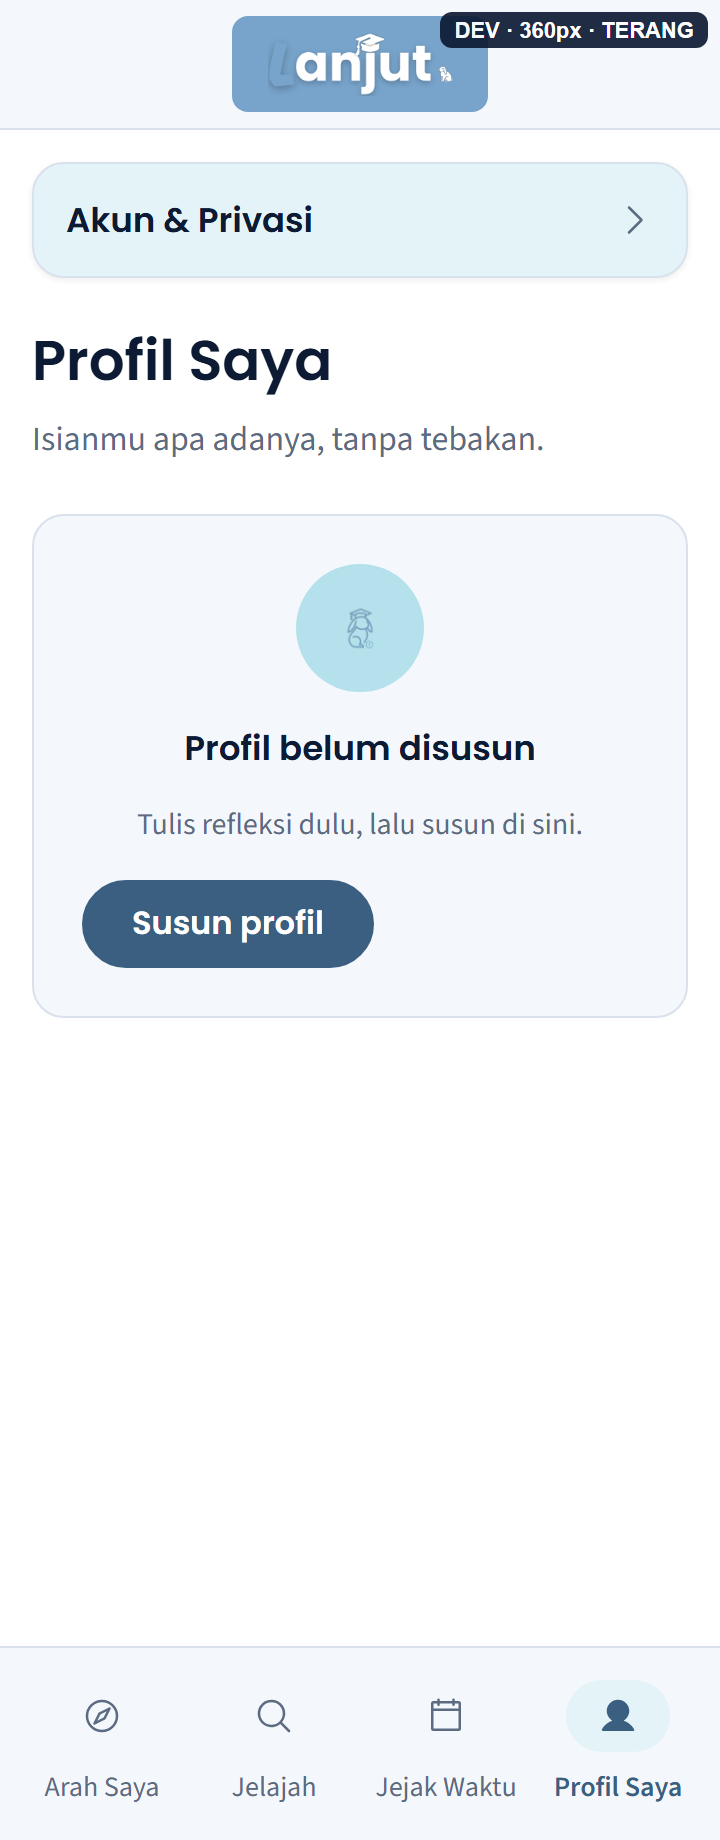 Lanjut
DEV · 360px · TERANG
Akun & Privasi
Profil Saya
Isianmu apa adanya, tanpa tebakan.
Profil belum disusun
Tulis refleksi dulu, lalu susun di sini.
Susun profil
Arah Saya
Jelajah
Jejak Waktu
Profil Saya